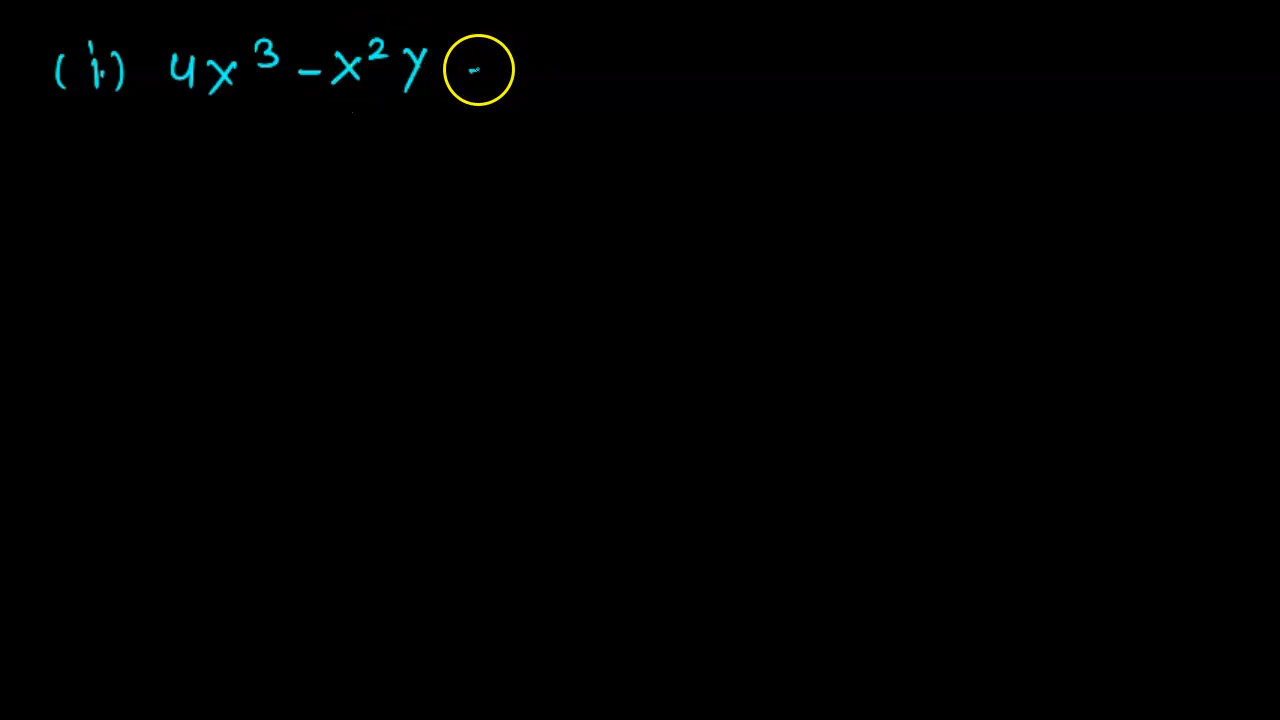 (i) 4x³ - x²y -